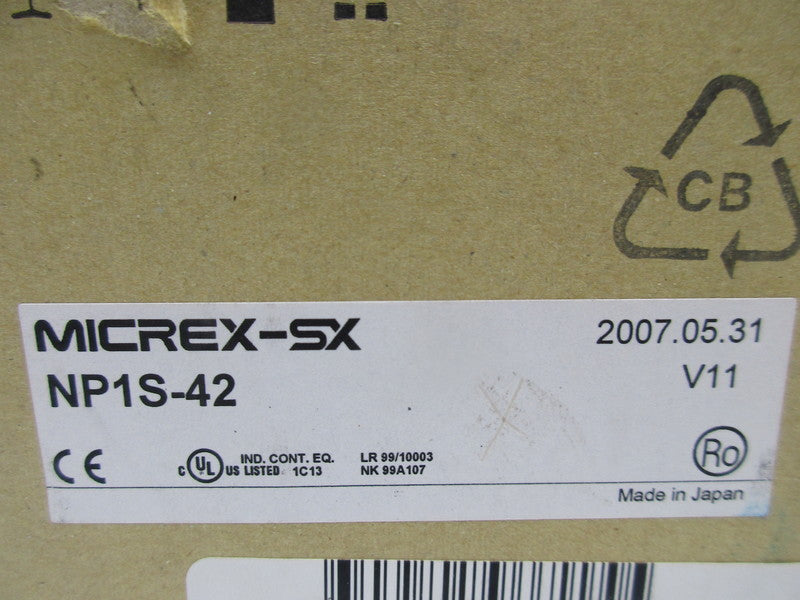 CB
MICREX-SX
2007.05.31
NP1S-42
V11
CE
C UL US LISTED IND. CONT. EQ. 1C13
LR 99/10003
NK 99A107
Ro
Made in Japan